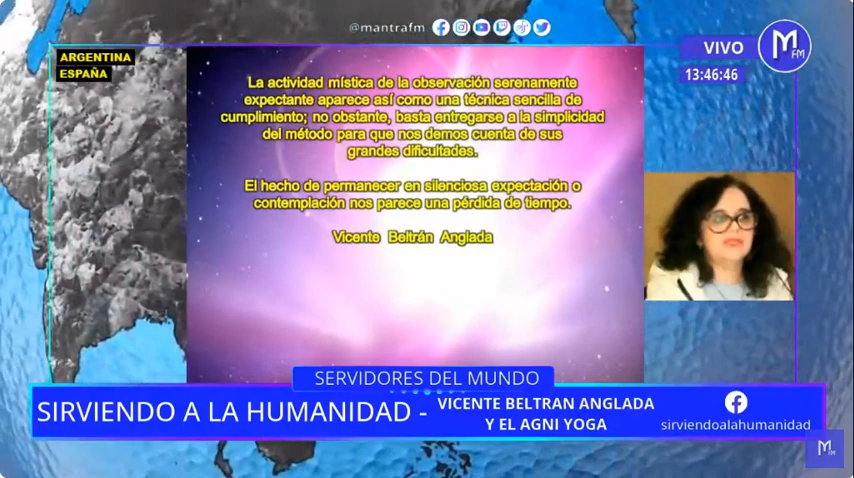 @mantrafm
ARGENTINA
ESPAÑA
VIVO
MFM
13:46:46
La actividad mística de la observación serenamente
expectante aparece así como una técnica sencilla de
cumplimiento; no obstante, basta entregarse a la simplicidad
del método para que nos demos cuenta de sus
grandes dificultades.
El hecho de permanecer en silenciosa expectación o
contemplación nos parece una pérdida de tiempo.
Vicente Beltrán Anglada
SERVIDORES DEL MUNDO
SIRVIENDO A LA HUMANIDAD -
VICENTE BELTRAN ANGLADA
Y EL AGNI YOGA
sirviendoalahumanidad
MFM